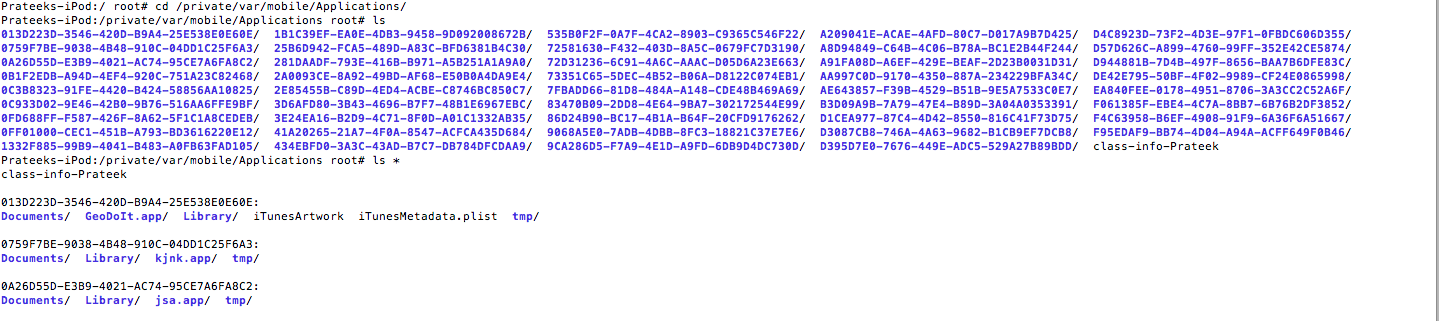 Prateeks-iPod:/ root# cd /private/var/mobile/Applications/
Prateeks-iPod:/private/var/mobile/Applications root# ls
013D223D-3546-420D-B9A4-25E538E0E60E/ 1B1C39EF-EA0E-4DB3-9458-9D092008672B/ 535B0F2F-0A7F-4CA2-8903-C9365C546F22/ A209041E-ACAE-4AFD-80C7-D017A9B7D425/ D4C8923D-73F2-4D3E-97F1-0FBDC606D355/
0759F7BE-9038-4B48-910C-04DD1C25F6A3/ 25B6D942-FCA5-489D-A83C-BFD6381B4C30/ 72581630-F432-403D-8A5C-0679FC7D3190/ A8D94849-C64B-4C06-B78A-BC1E2B44F244/ D57D626C-A899-4760-99FF-352E42CE5874/
0A26D55D-E3B9-4021-AC74-95CE7A6FA8C2/ 281DAADF-793E-416B-B971-A5B251A1A9A0/ 72D31236-6C91-4A6C-AAAC-D05D6A23E663/ A91FA08D-A6EF-429E-BEAF-2D23B0031D31/ D944881B-7D4B-497F-8656-BAA7B6DFE83C/
0B1F2EDB-A94D-4EF4-920C-751A23C82468/ 2A0093CE-8A92-49BD-AF68-E50B0A4DA9E4/ 73351C65-5DEC-4B52-B06A-D8122C074EB1/ AA997C0D-9170-4350-887A-234229BFA34C/ DE42E795-50BF-4F02-9989-CF24E0865998/
0C3B8323-91FE-4420-B424-58856AA10825/ 2E85455B-C89D-4ED4-ACBE-C8746BC850C7/ 7FBADD66-81D8-484A-A148-CDE48B469A69/ AE643857-F39B-4529-B51B-9E5A7533C0E7/ EA840FEE-0178-4951-8706-3A3CC2C52A6F/
0C933D02-9E46-42B0-9B76-516AA6FFE9BF/ 3D6AFD80-3B43-4696-B7F7-48B1E6967EBC/ 83470B09-2DD8-4E64-9BA7-302172544E99/ B3D09A9B-7A79-47E4-B89D-3A04A0353391/ F061385F-EBE4-4C7A-8BB7-6B76B2DF3852/
0FD688FF-F587-426F-8A62-5F1C1A8CEDEB/ 3E24EA16-B2D9-4C71-8F0D-A01C1332AB35/ 86D24B90-BC17-4B1A-B64F-20CFD9176262/ D1CEA977-87C4-4D42-8550-816C41F73D75/ F4C63958-B6EF-4908-91F9-6A36F6A51667/
0FF01000-CEC1-451B-A793-BD3616220E12/ 41A20265-21A7-4F0A-8547-ACFCA435D684/ 9068A5E0-7ADB-4DBB-8FC3-18821C37E7E6/ D3087CB8-746A-4A63-9682-B1CB9EF7DCB8/ F95EDAF9-BB74-4D04-A94A-ACFF649F0B46/
1332F885-99B9-4041-B483-A0FB63FAD105/ 434EBFD0-3A3C-43AD-B7C7-DB784DFCDAA9/ 9CA286D5-F7A9-4E1D-A9FD-6DB9D4DC730D/ D395D7E0-7676-449E-ADC5-529A27B89BDD/ class-info-Prateek
Prateeks-iPod:/private/var/mobile/Applications root# ls *
class-info-Prateek
013D223D-3546-420D-B9A4-25E538E0E60E:
Documents/ GeoDoIt.app/ Library/ iTunesArtwork iTunesMetadata.plist tmp/
0759F7BE-9038-4B48-910C-04DD1C25F6A3:
Documents/ Library/ kjnk.app/ tmp/
0A26D55D-E3B9-4021-AC74-95CE7A6FA8C2:
Documents/ Library/ jsa.app/ tmp/